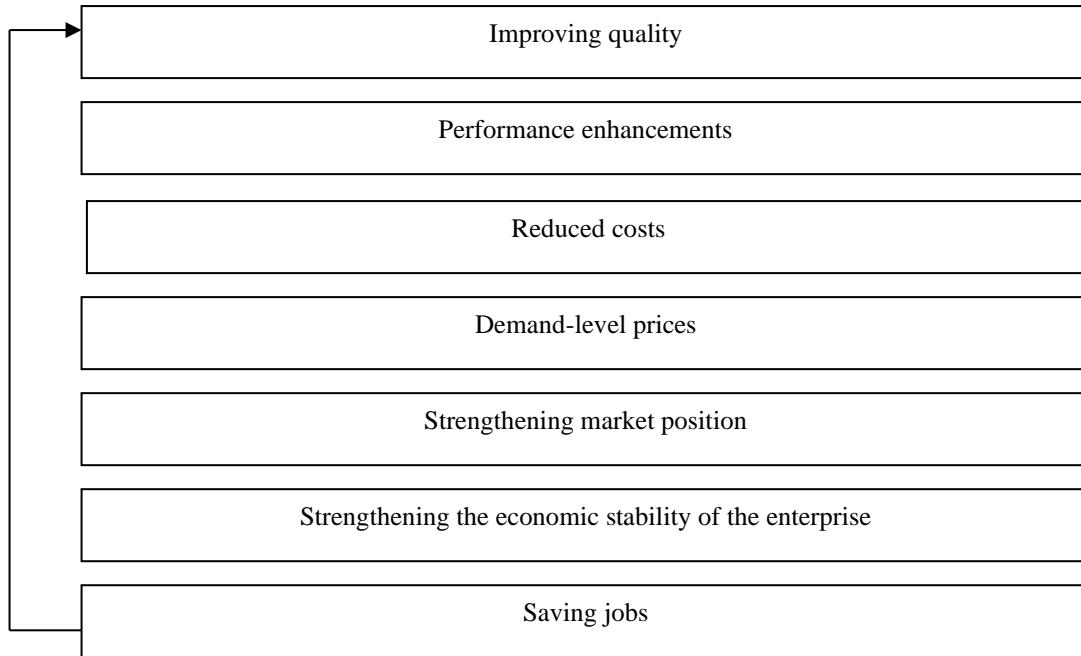 Improving quality
Performance enhancements
Reduced costs
Demand-level prices
Strengthening market position
Strengthening the economic stability of the enterprise
Saving jobs